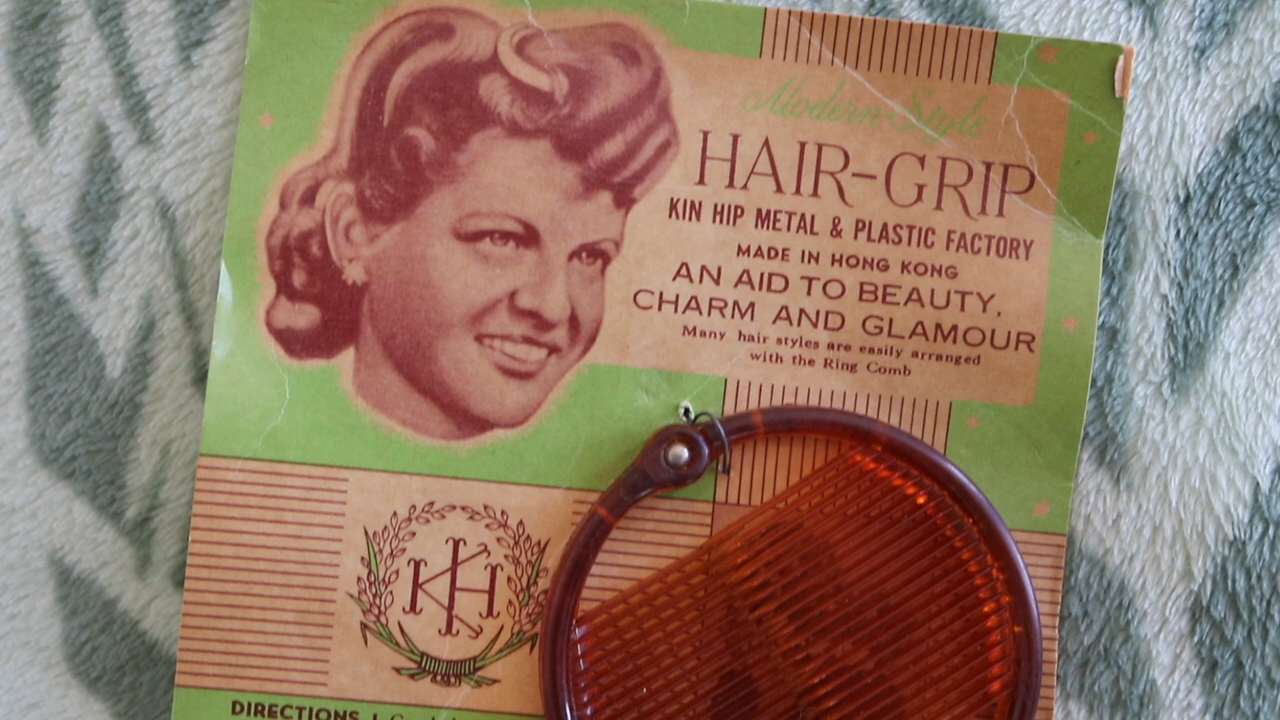 Modern Style
HAIR-GRIP
KIN HIP METAL & PLASTIC FACTORY
MADE IN HONG KONG
AN AID TO BEAUTY,
CHARM AND GLAMOUR
Many hair styles are easily arranged
with the Ring Comb
KH
DIRECTIONS